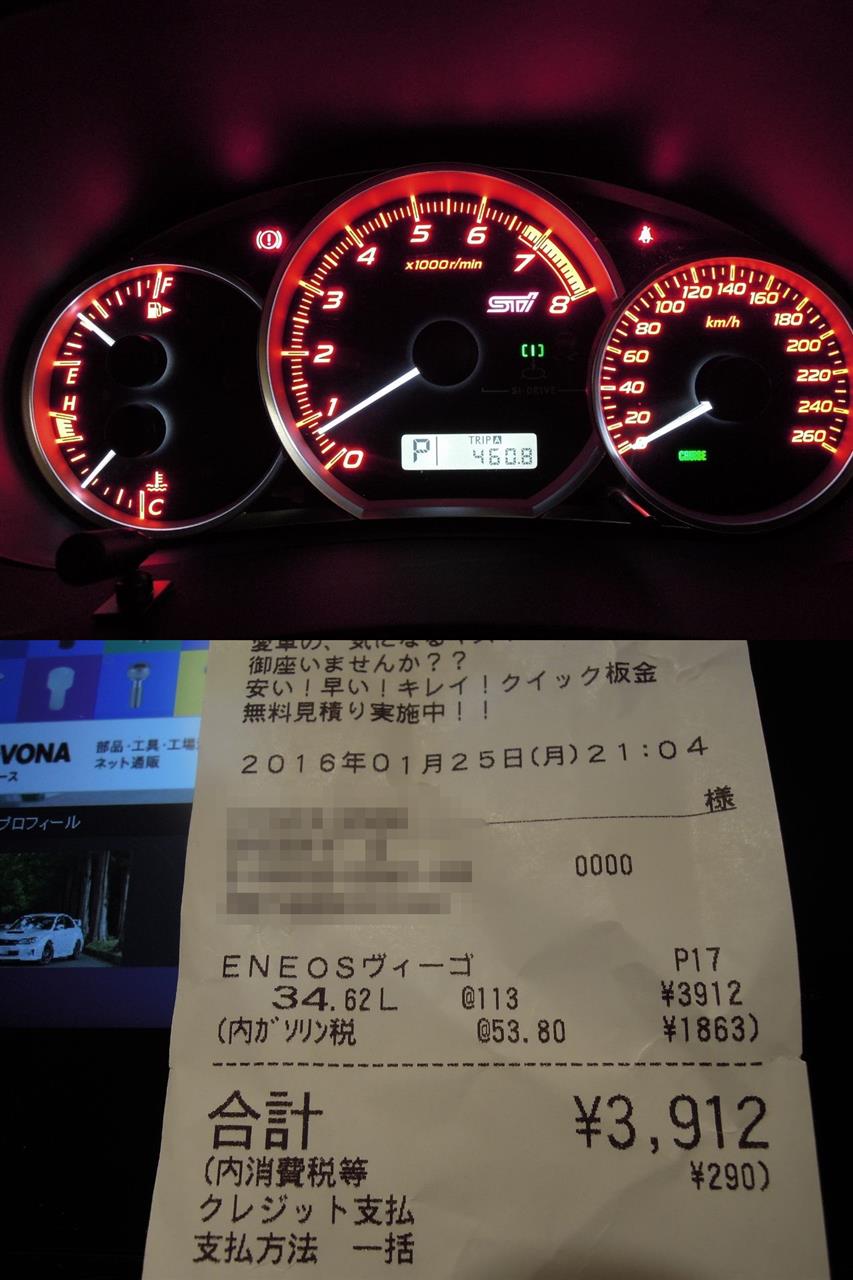 F
E
H
C
0
1
2
3
4
5
6
7
8
x1000r/min
STI
[I]
SI-DRIVE
P
TRIP A
460.8
0
20
40
60
80
100
120
140
160
180
200
220
240
260
km/h
CRUISE
御座いませんか??
安い!早い!キレイ!クイック板金
無料見積り実施中!!
VONA
部品・工具・工場
ネット通販
ース
プロフィール
2016年01月25日(月)21:04
様
0000
ENEOSヴィーゴ P17
34.62L @113 ¥3912
(内ガソリン税 @53.80 ¥1863)
合計 ¥3,912
(内消費税等 ¥290)
クレジット支払
支払方法 一括